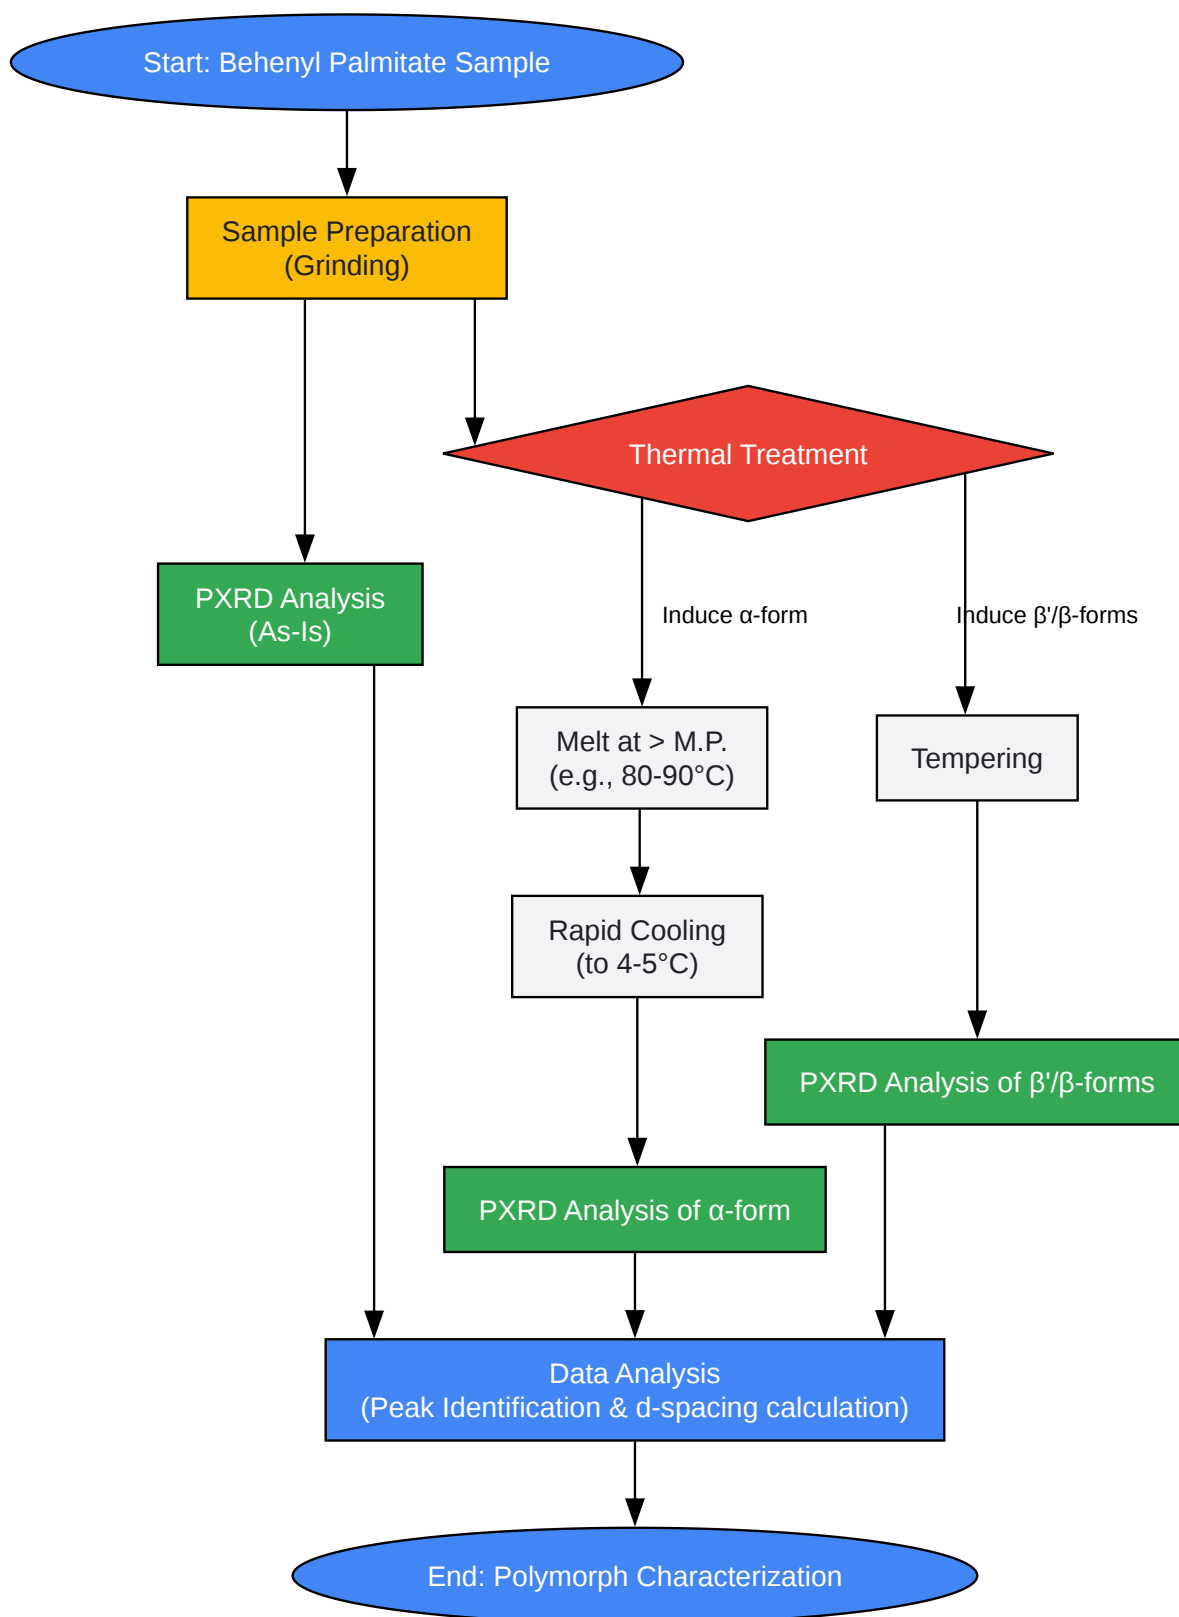 Start: Behenyl Palmitate Sample
Sample Preparation
(Grinding)
Thermal Treatment
PXRD Analysis
(As-Is)
Induce α-form
Induce β'/β-forms
Melt at > M.P.
(e.g., 80-90°C)
Tempering
Rapid Cooling
(to 4-5°C)
PXRD Analysis of β'/β-forms
PXRD Analysis of α-form
Data Analysis
(Peak Identification & d-spacing calculation)
End: Polymorph Characterization